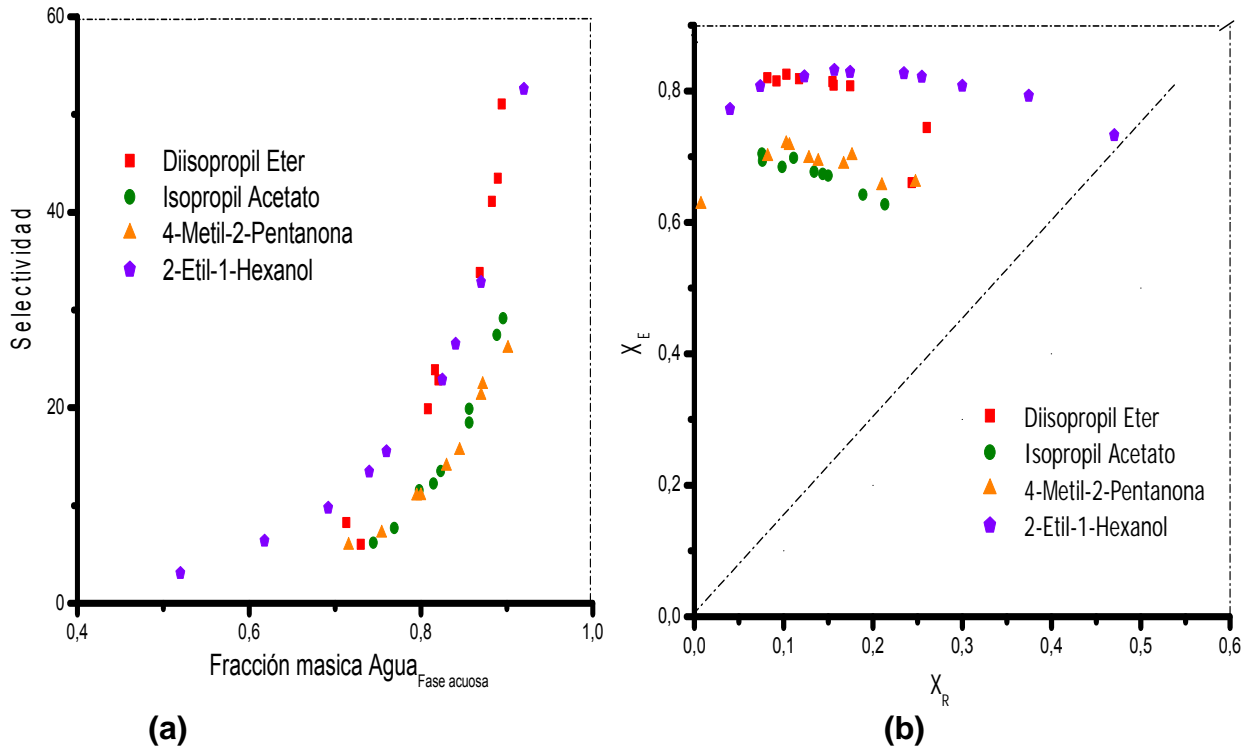 60
40
20
0
Selectividad
Diisopropil Eter
Isopropil Acetato
4-Metil-2-Pentanona
2-Etil-1-Hexanol
0,4
0,6
0,8
1,0
Fracción masica Agua Fase acuosa
(a)
0,8
0,6
0,4
0,2
0,0
X E
Diisopropil Eter
Isopropil Acetato
4-Metil-2-Pentanona
2-Etil-1-Hexanol
0,0
0,1
0,2
0,3
0,4
0,5
0,6
X R
(b)